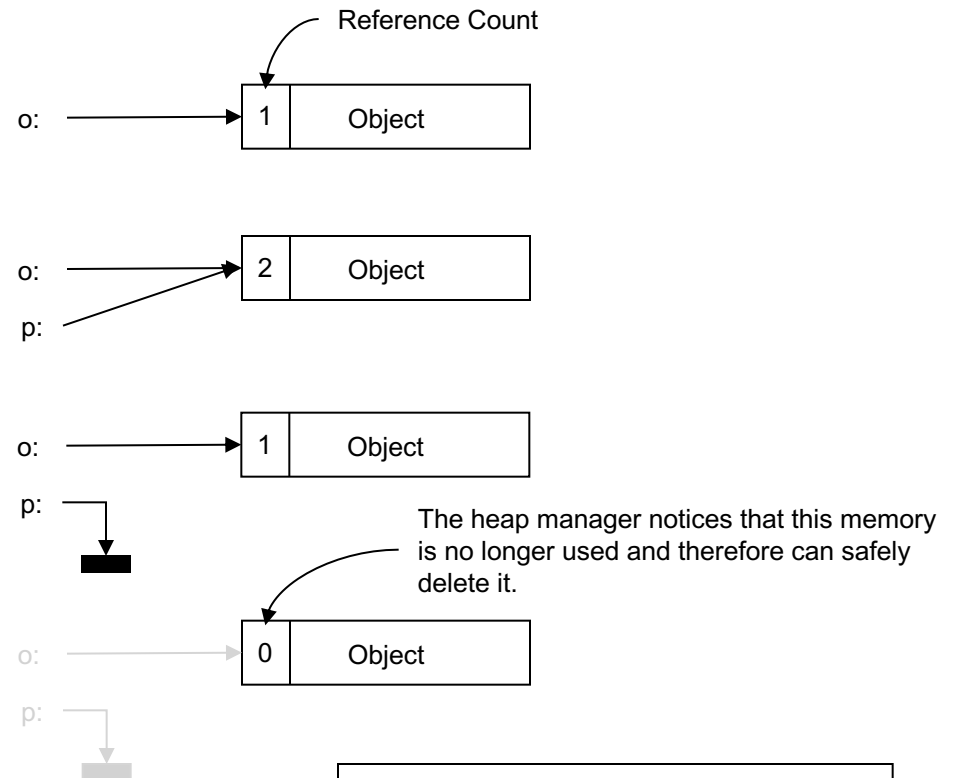 Reference Count
o:
1
Object
o:
2
Object
p:
o:
1
Object
p:
The heap manager notices that this memory
is no longer used and therefore can safely
delete it.
o:
0
Object
p: